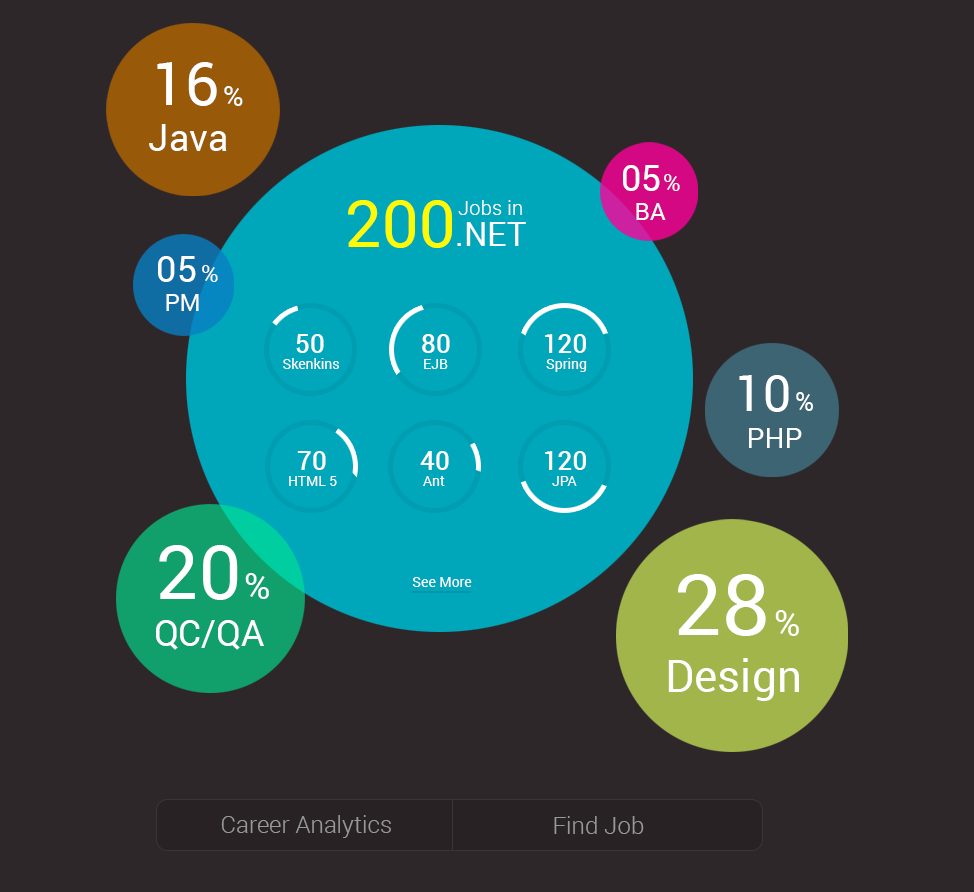 16%
Java
05%
BA
200 Jobs in
.NET
05%
PM
50
Skenkins
80
EJB
120
Spring
10%
PHP
70
HTML 5
40
Ant
120
JPA
20%
QC/QA
See More
28%
Design
Career Analytics
Find Job